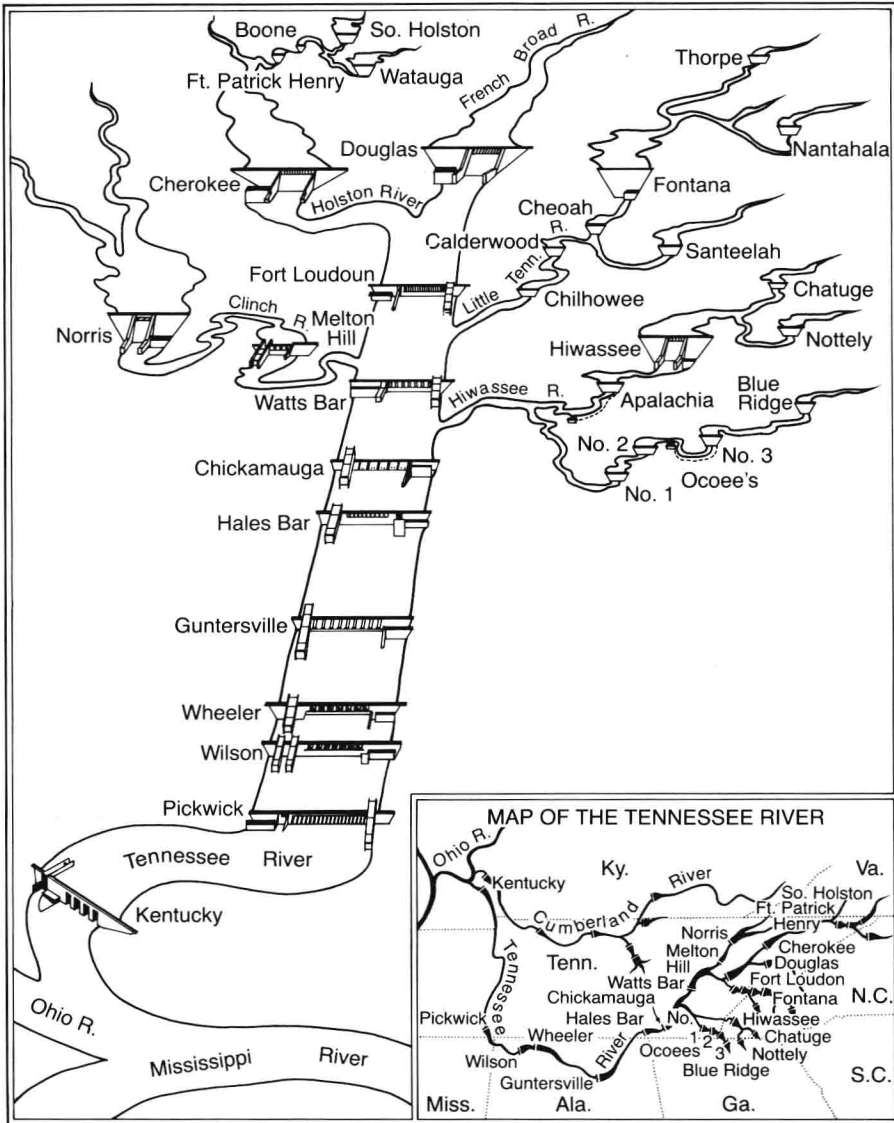 Boone
So. Holston
Ft. Patrick Henry
Watauga
French Broad R.
Thorpe
Nantahala
Douglas
Cherokee
Holston River
Fontana
Cheoah
Calderwood
Santeelah
Little Tenn. R.
Fort Loudoun
Chilhowee
Chatuge
Clinch R.
Melton
Hill
Norris
Nottely
Hiwassee
Watts Bar
Hiwassee R.
Apalachia
Blue
Ridge
Chickamauga
No. 2
No. 3
Ocoee's
No. 1
Hales Bar
Guntersville
Wheeler
Wilson
Pickwick
Tennessee River
Kentucky
Ohio R.
Mississippi River
MAP OF THE TENNESSEE RIVER
Ohio R.
Kentucky
Ky.
Va.
Cumberland River
So. Holston
Ft. Patrick
Henry
Norris
Melton
Hill
Cherokee
Douglas
Fort Loudon
Fontana
N.C.
Tenn.
Tennessee River
Watts Bar
Chickamauga
Hales Bar
No.
1
2
3
Hiwassee
Chatuge
Nottely
Ocoees
Blue Ridge
Pickwick
Wheeler
Wilson
Guntersville
S.C.
Miss.
Ala.
Ga.